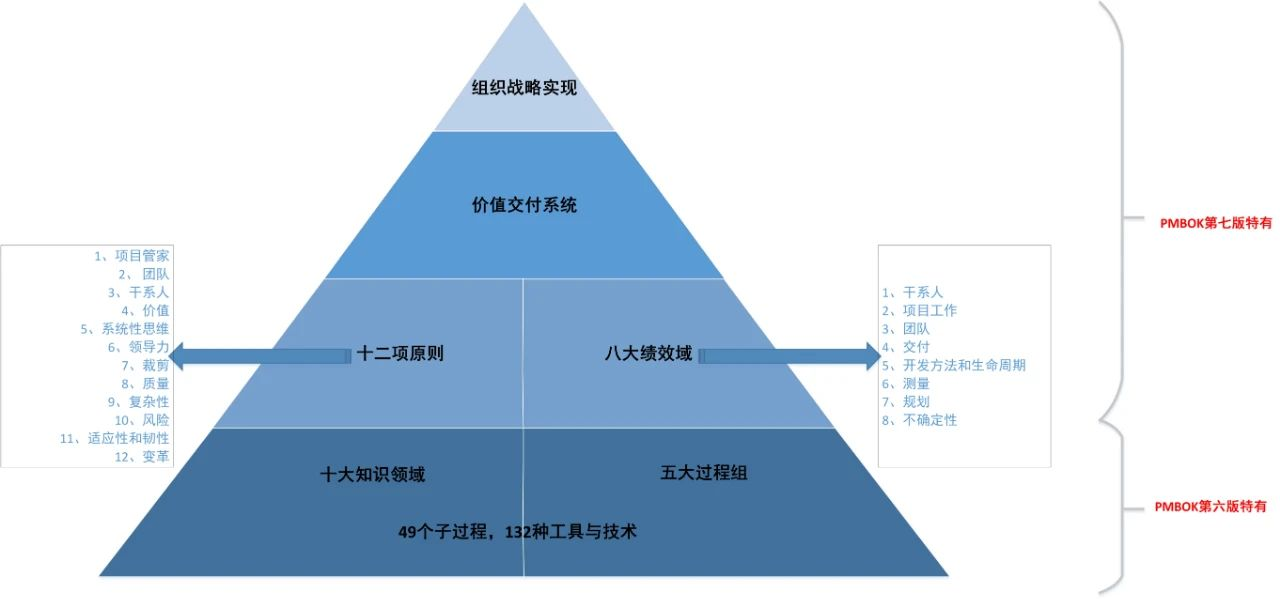 组织战略实现
价值交付系统
PMBOK第七版特有
1、项目管家
2、 团队
3、干系人
4、价值
5、系统性思维
6、领导力
7、裁剪
8、质量
9、复杂性
10、风险
11、适应性和韧性
12、变革
十二项原则
八大绩效域
1、干系人
2、项目工作
3、团队
4、交付
5、开发方法和生命周期
6、测量
7、规划
8、不确定性
十大知识领域
五大过程组
49个子过程，132种工具与技术
PMBOK第六版特有